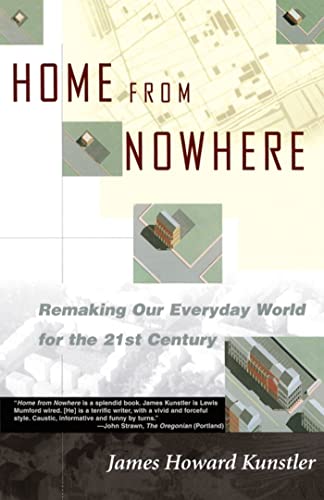 HOME FROM
NOWHERE
Remaking Our Everyday World
for the 21st Century
"Home from Nowhere is a splendid book. James Kunstler is Lewis
Mumford wired. [He] is a terrific writer, with a vivid and forceful
style. Caustic, informative and funny by turns."
—John Strawn, The Oregonian (Portland)
James Howard Kunstler